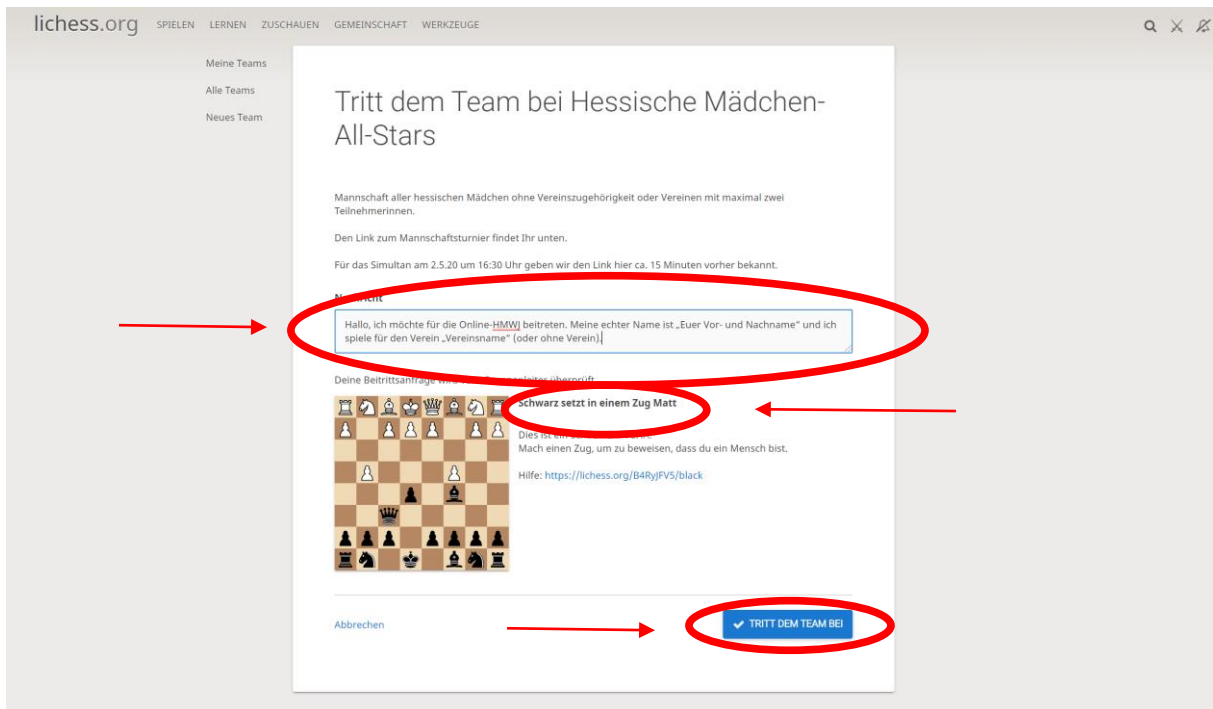 lichess.org SPIELEN LERNEN ZUSCHAUEN GEMEINSCHAFT WERKZEUGE
Meine Teams
Alle Teams
Neues Team
Tritt dem Team bei Hessische Mädchen-
All-Stars
Mannschaft aller hessischen Mädchen ohne Vereinszugehörigkeit oder Vereinen mit maximal zwei
Teilnehmerinnen.
Den Link zum Mannschaftsturnier findet Ihr unten.
Für das Simultan am 2.5.20 um 16:30 Uhr geben wir den Link hier ca. 15 Minuten vorher bekannt.
Hallo, ich möchte für die Online-HMWJ beitreten. Meine echter Name ist „Euer Vor- und Nachname“ und ich
spiele für den Verein „Vereinsname“ (oder ohne Verein).
Deine Beitrittsanfrage überprüft
Schwarz setzt in einem Zug Matt
Dies ist ein
Mach einen Zug, um zu beweisen, dass du ein Mensch bist.
Hilfe: https://lichess.org/B4RyJFV5/black
Abbrechen
TRITT DEM TEAM BEI